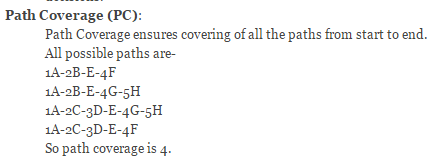 Path Coverage (PC):
Path Coverage ensures covering of all the paths from start to end.
All possible paths are-
1A-2B-E-4F
1A-2B-E-4G-5H
1A-2C-3D-E-4G-5H
1A-2C-3D-E-4F
So path coverage is 4.